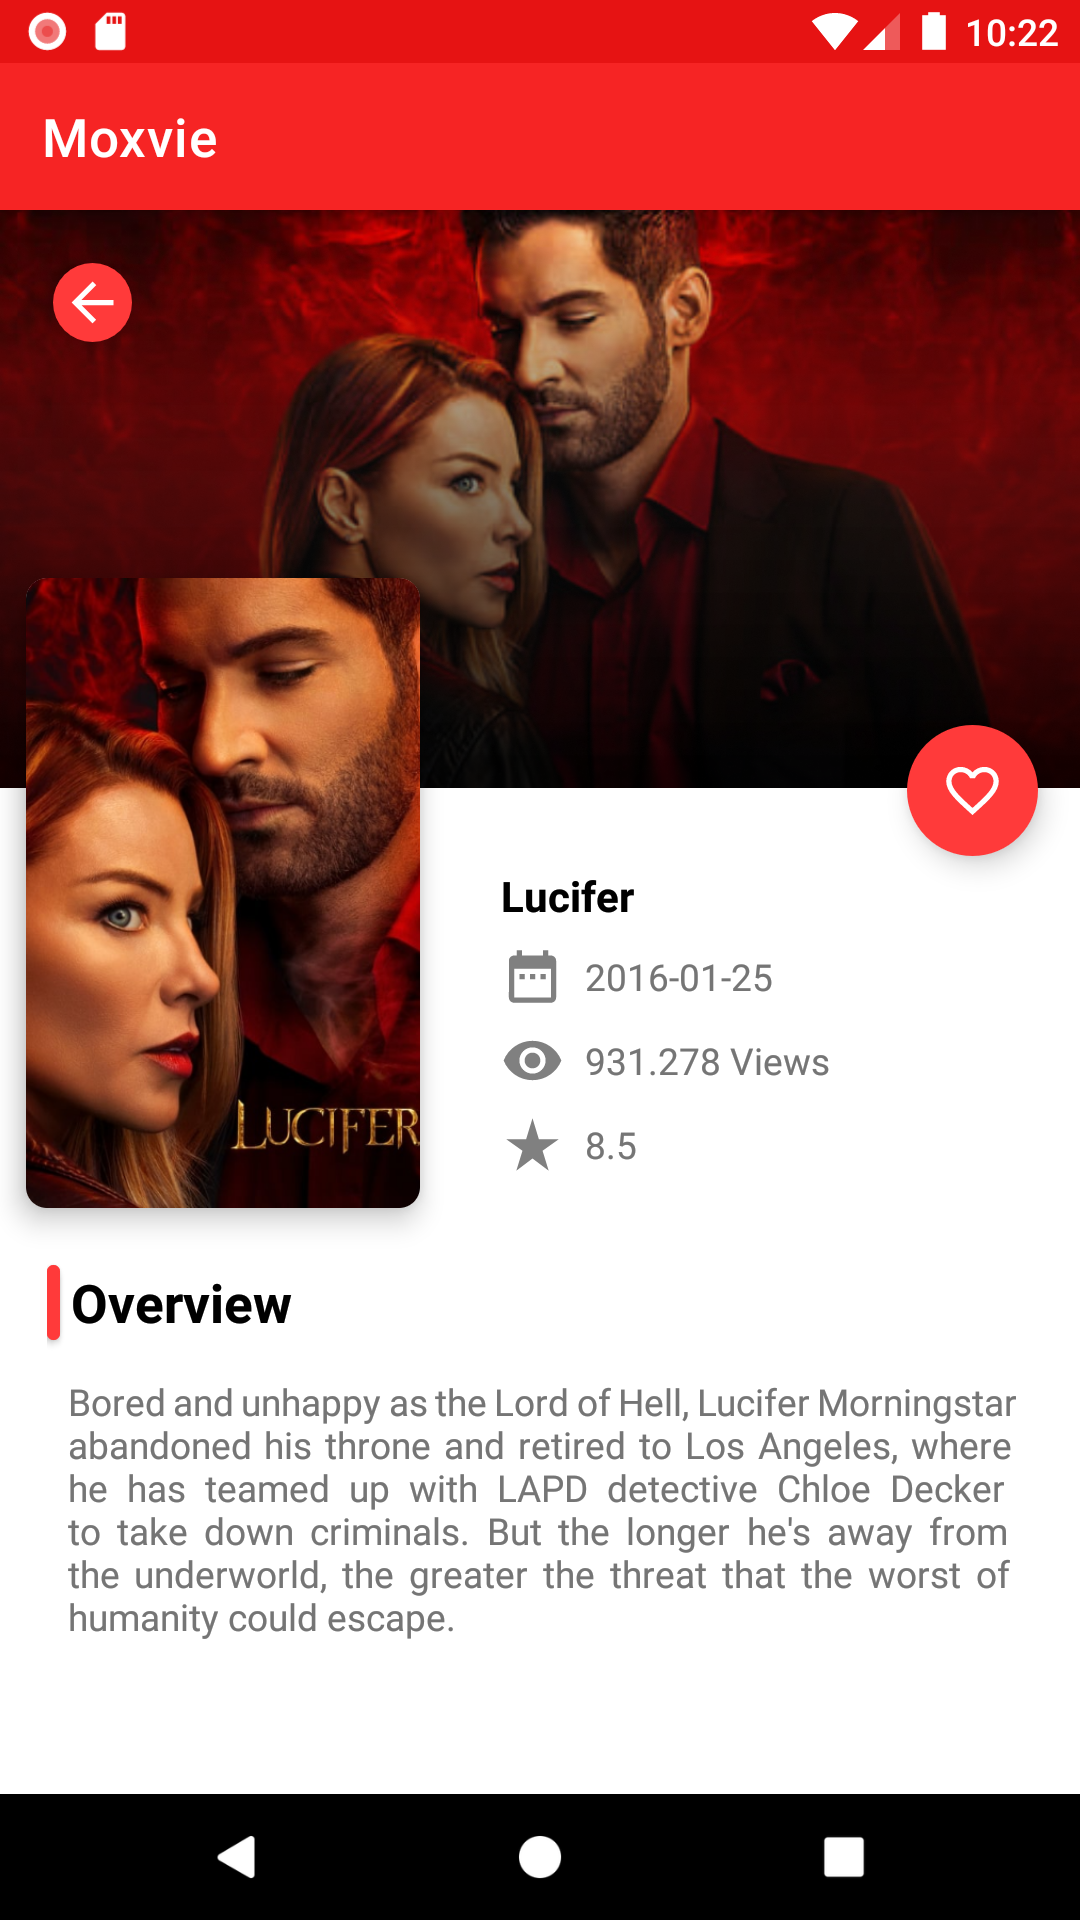 10:22
Moxvie
LUCIFER
Lucifer
2016-01-25
931.278 Views
8.5
Overview
Bored and unhappy as the Lord of Hell, Lucifer Morningstar
abandoned his throne and retired to Los Angeles, where
he has teamed up with LAPD detective Chloe Decker
to take down criminals. But the longer he's away from
the underworld, the greater the threat that the worst of
humanity could escape.